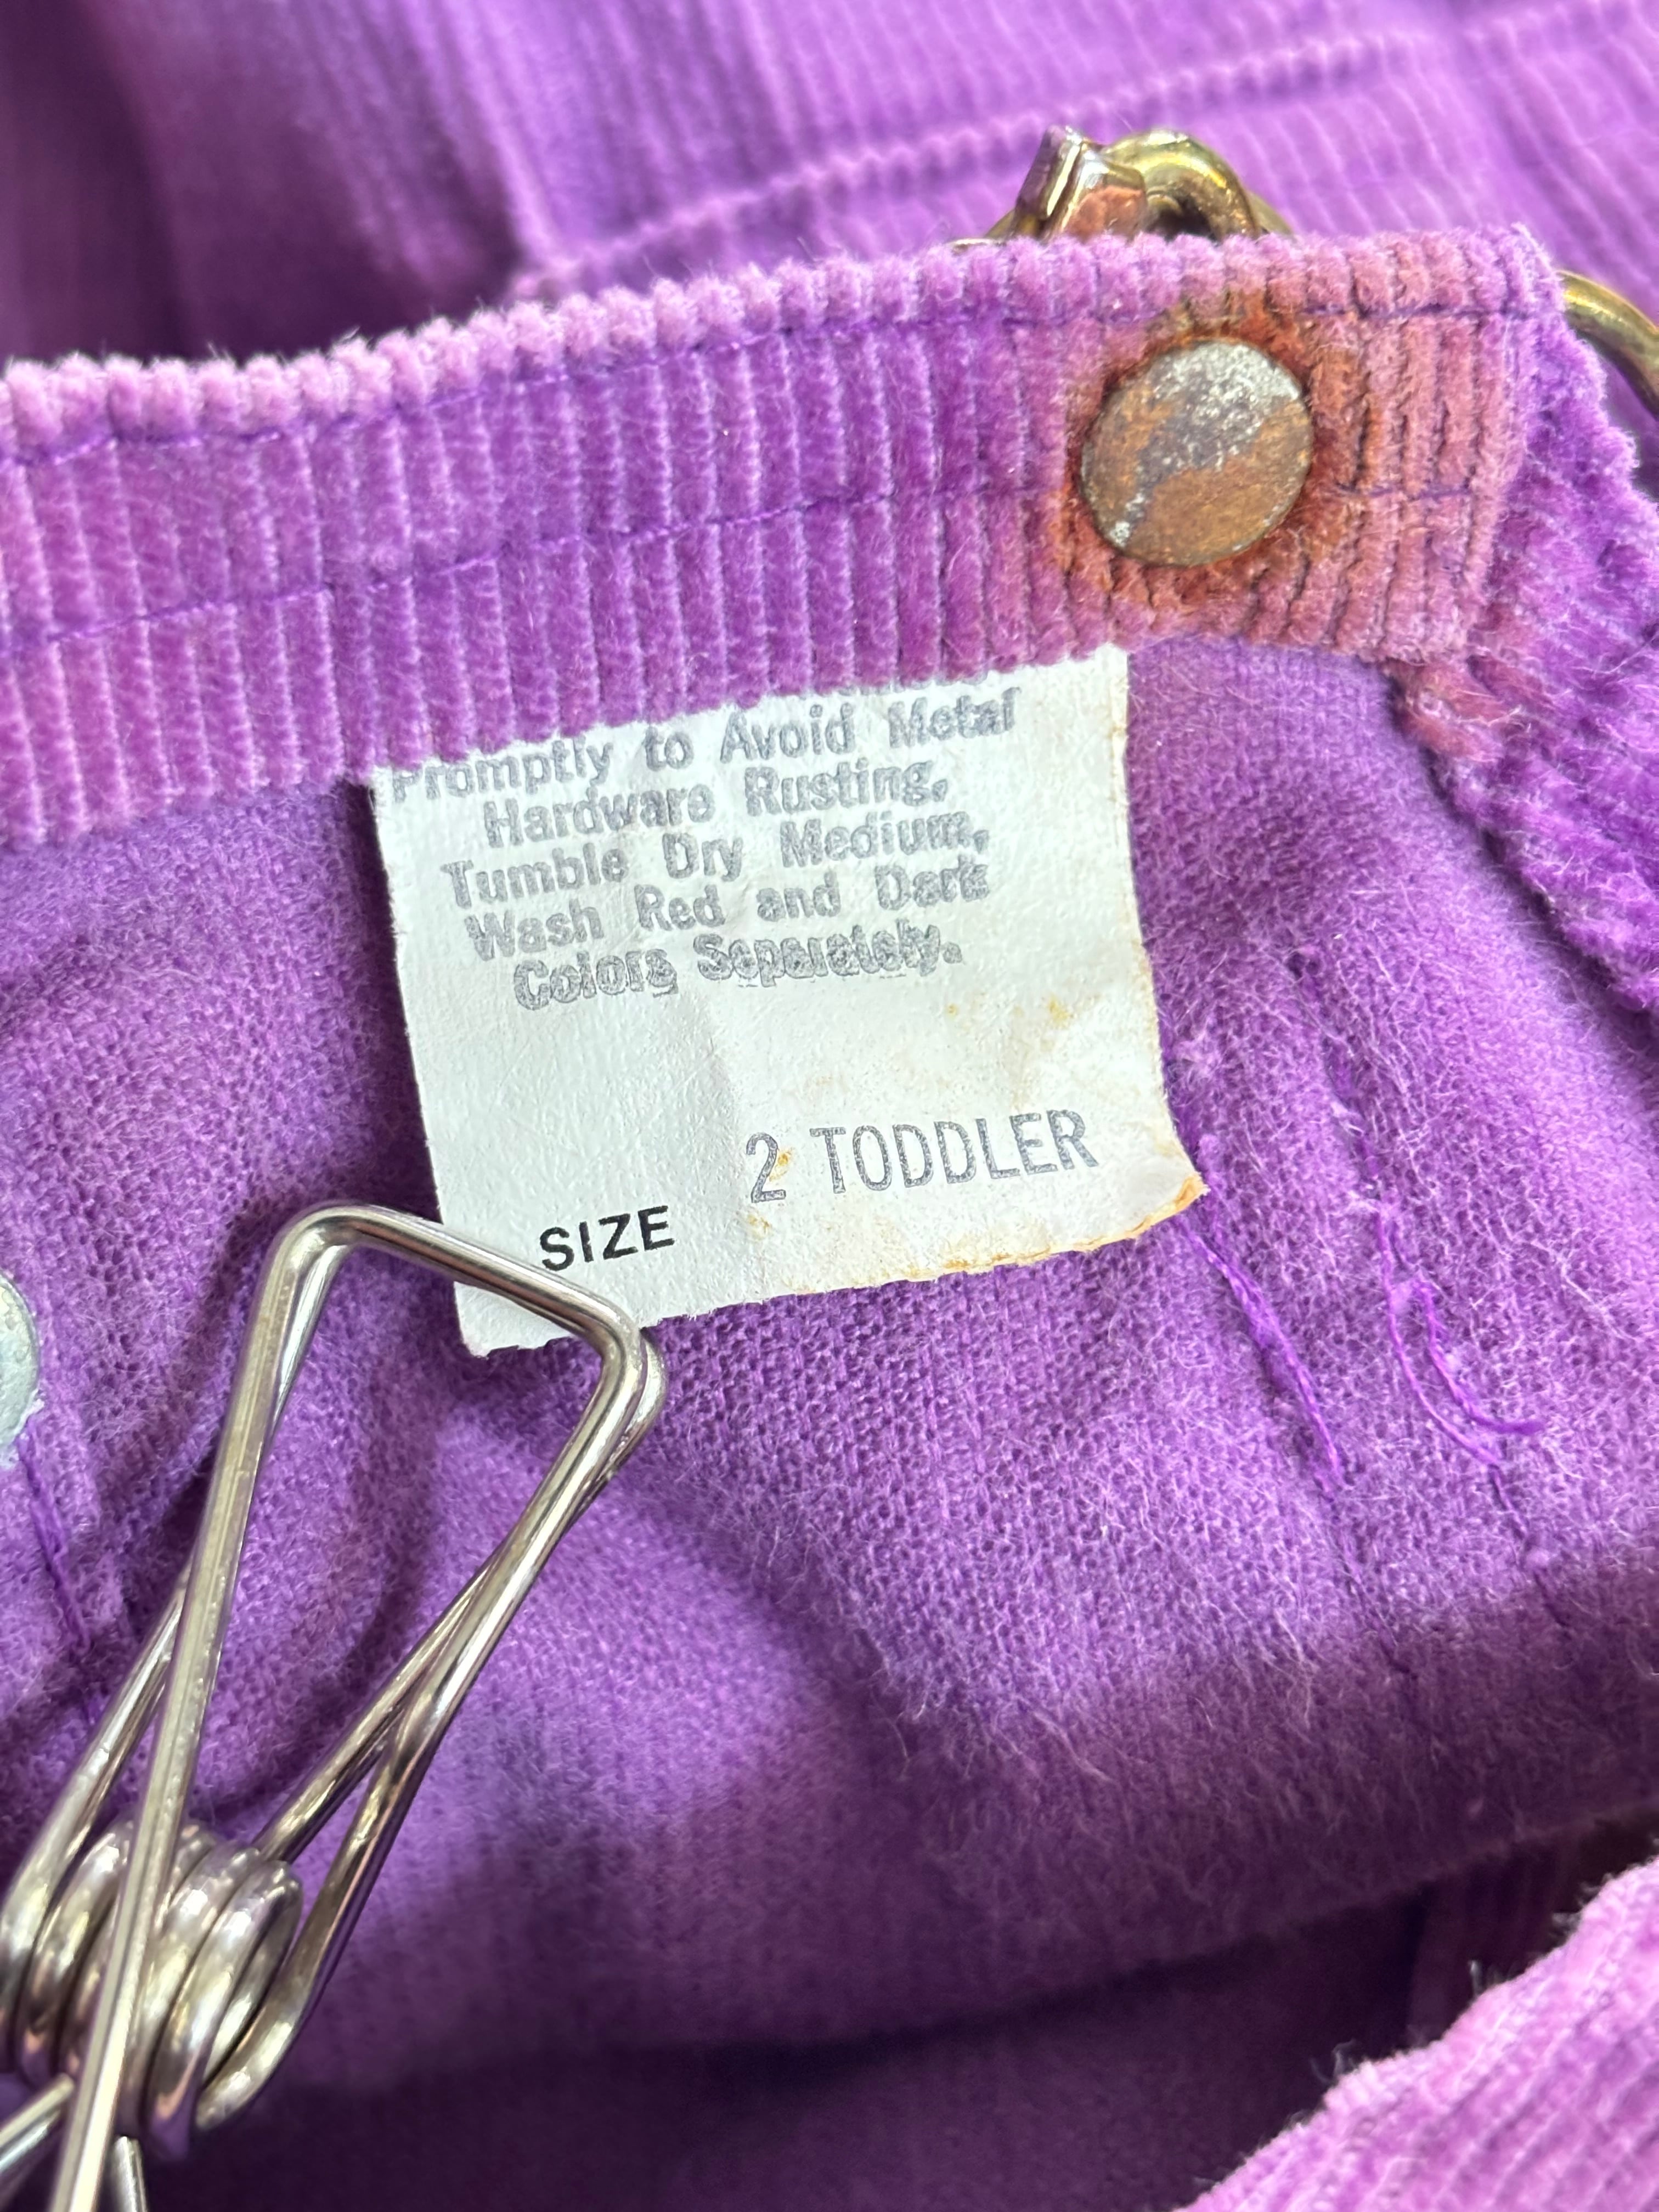 Promptly to Avoid Metal
Hardware Rusting.
Tumble Dry Medium,
Wash Red and Dark
Colors Separately.
2 TODDLER
SIZE